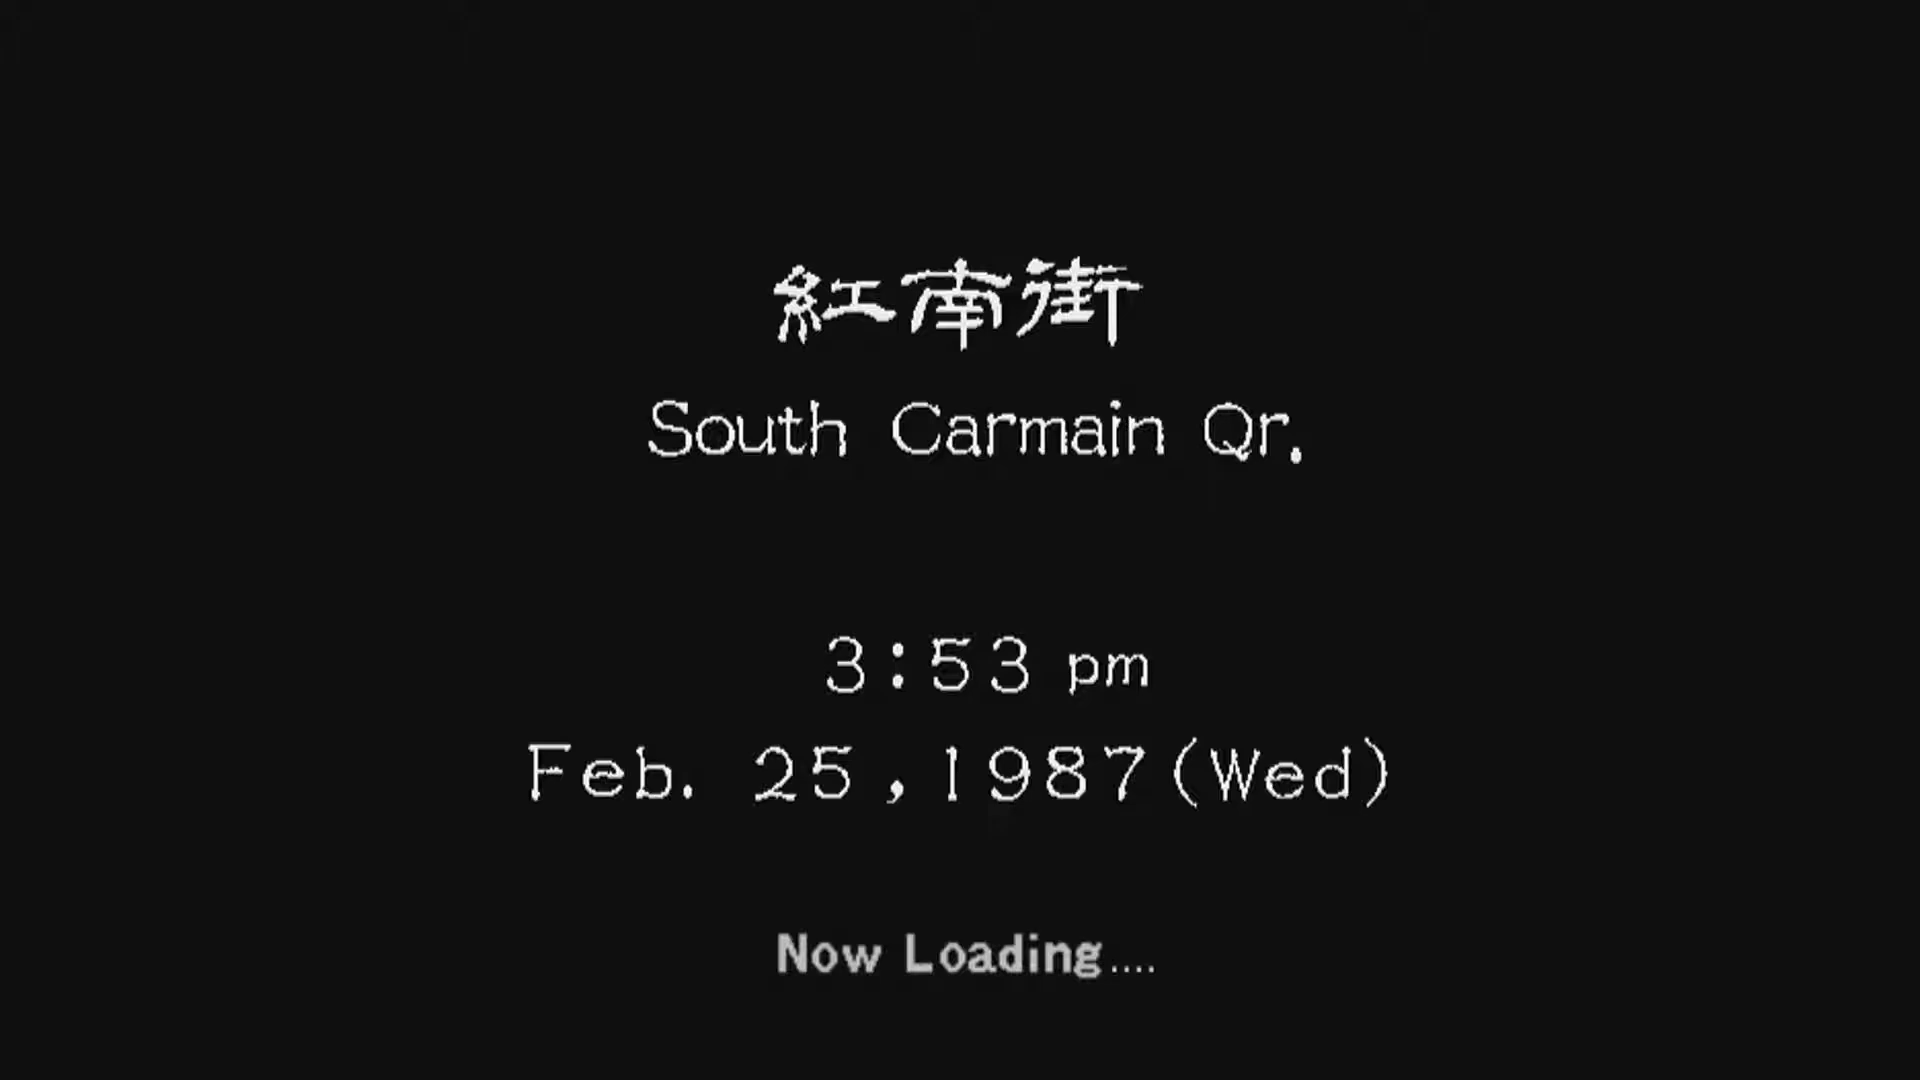 紅南街
South Carmain Qr.
3:53 pm
Feb. 25,1987(Wed)
Now Loading....